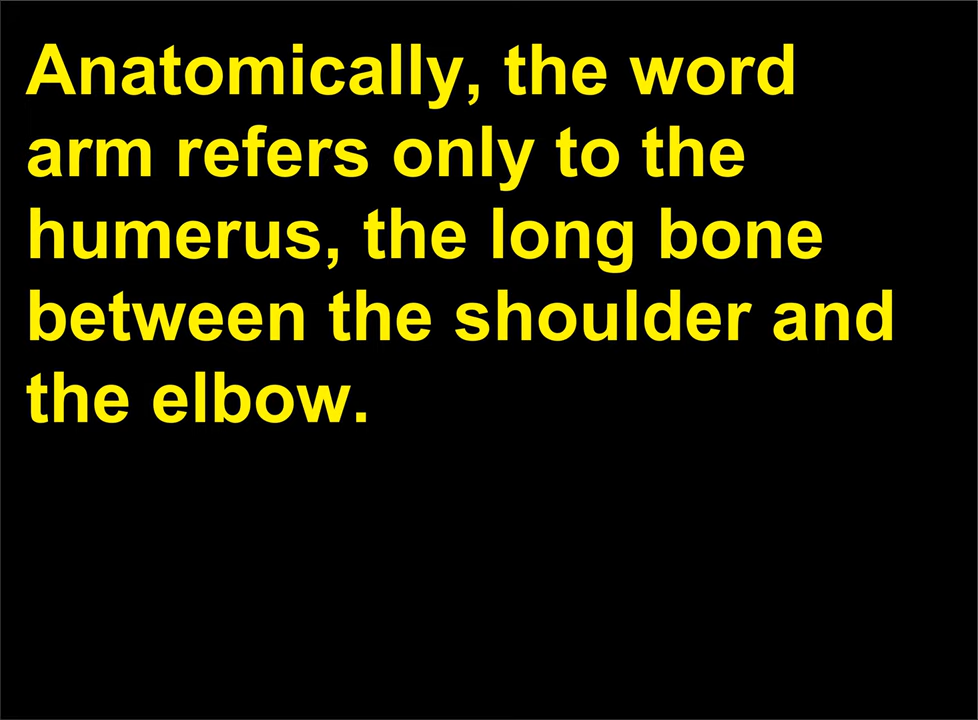 Anatomically, the word
arm refers only to the
humerus, the long bone
between the shoulder and
the elbow.